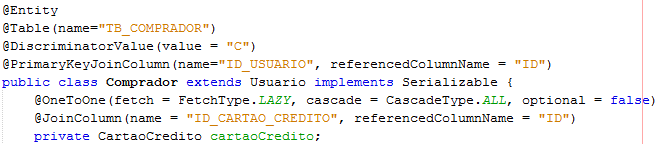 @Entity
@Table(name="TB_COMPRADOR")
@DiscriminatorValue(value = "C")
@PrimaryKeyJoinColumn(name="ID_USUARIO", referencedColumnName = "ID")
public class Comprador extends Usuario implements Serializable {
    @OneToOne(fetch = FetchType.LAZY, cascade = CascadeType.ALL, optional = false)
    @JoinColumn(name = "ID_CARTAO_CREDITO", referencedColumnName = "ID")
    private CartaoCredito cartaoCredito;